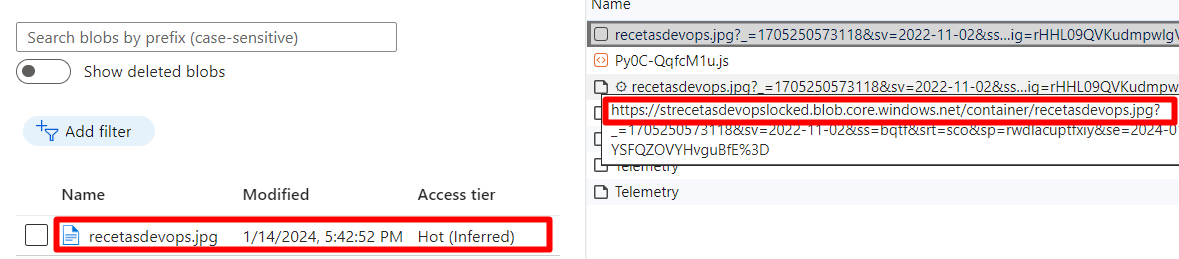 Search blobs by prefix (case-sensitive)
Show deleted blobs
Add filter
Name
Modified
Access tier
recetasdevops.jpg
1/14/2024, 5:42:52 PM
Hot (Inferred)
Name
recetasdevops.jpg?_=1705250573118&sv=2022-11-02&ss...ig=rHHL09QVKudmpwIgV
Py0C-QqfcM1u.js
recetasdevops.jpg?_=1705250573118&sv=2022-11-02&ss...ig=rHHL09QVKudmpw
https://strecetasdevopslocked.blob.core.windows.net/container/recetasdevops.jpg?
_=1705250573118&sv=2022-11-02&ss=bqtf&srt=sco&sp=rwdlacuptfxiy&se=2024-0
YSFQZOVYHvguBfE%3D
Telemetry
Telemetry